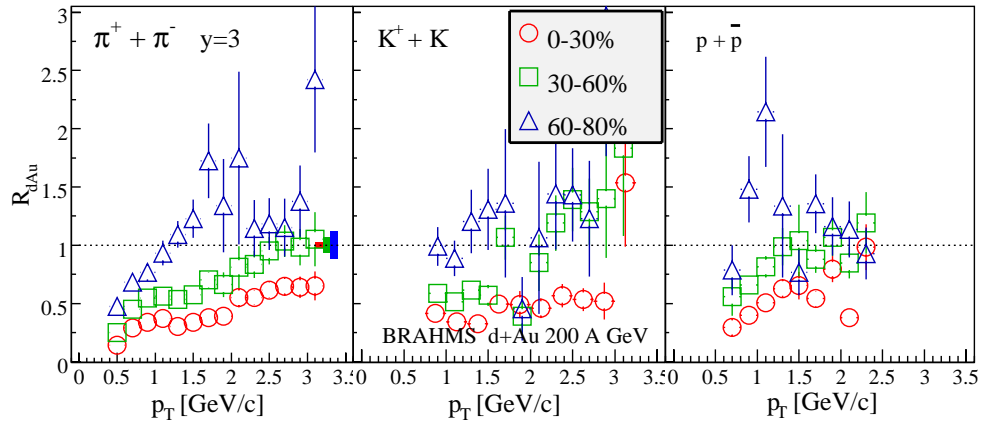 π⁺ + π⁻ y=3
K⁺ + K
p + p̅
0-30%
30-60%
60-80%
R_dAu
3
2.5
2
1.5
1
0.5
0
BRAHMS d+Au 200 A GeV
0 0.5 1 1.5 2 2.5 3 3.5
0 0.5 1 1.5 2 2.5 3 3.5
0 0.5 1 1.5 2 2.5 3 3.5
p_T [GeV/c]
p_T [GeV/c]
p_T [GeV/c]